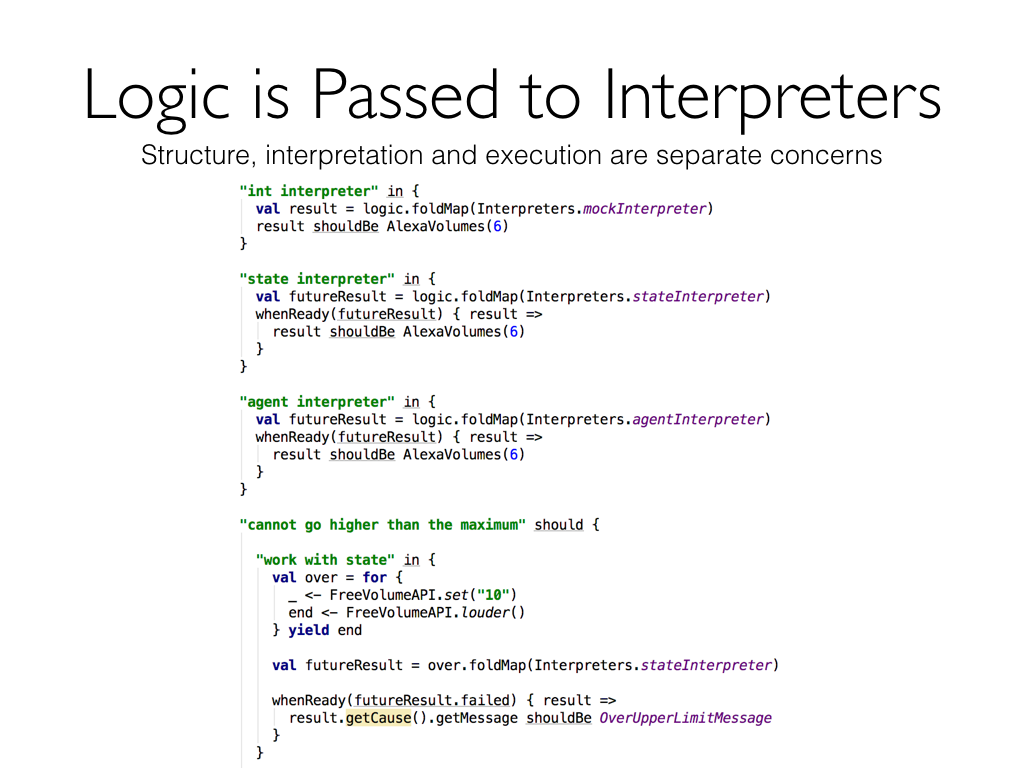 Logic is Passed to Interpreters
Structure, interpretation and execution are separate concerns
"int interpreter" in {
  val result = logic.foldMap(Interpreters.mockInterpreter)
  result shouldBe AlexaVolumes(6)
}
"state interpreter" in {
  val futureResult = logic.foldMap(Interpreters.stateInterpreter)
  whenReady(futureResult) { result =>
    result shouldBe AlexaVolumes(6)
  }
}
"agent interpreter" in {
  val futureResult = logic.foldMap(Interpreters.agentInterpreter)
  whenReady(futureResult) { result =>
    result shouldBe AlexaVolumes(6)
  }
}
"cannot go higher than the maximum" should {
  "work with state" in {
    val over = for {
      _ <- FreeVolumeAPI.set("10")
      end <- FreeVolumeAPI.louder()
    } yield end
    val futureResult = over.foldMap(Interpreters.stateInterpreter)
    whenReady(futureResult.failed) { result =>
      result.getCause().getMessage shouldBe OverUpperLimitMessage
    }
  }